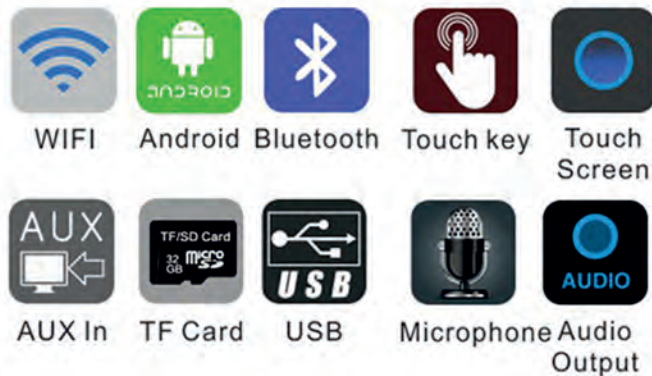 ANDROID
WIFI Android Bluetooth Touch key Touch
Screen
AUX
TF/SD Card
32
GB
micro
SD
USB
AUDIO
AUX In TF Card USB Microphone Audio
Output